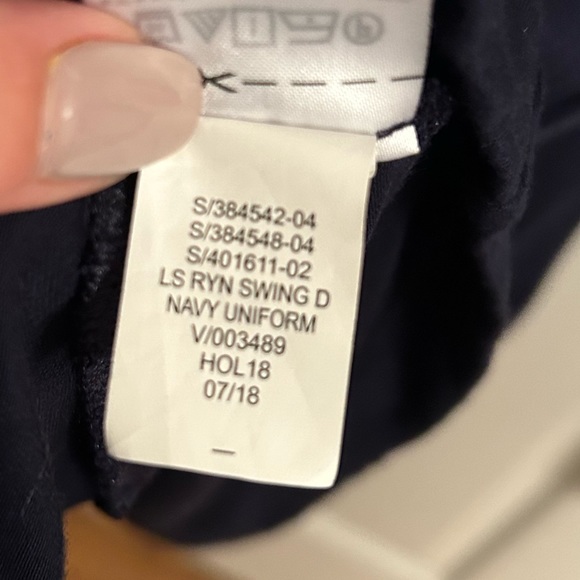 S/384542-04
S/384548-04
S/401611-02
LS RYN SWING D
NAVY UNIFORM
V/003489
HOL18
07/18